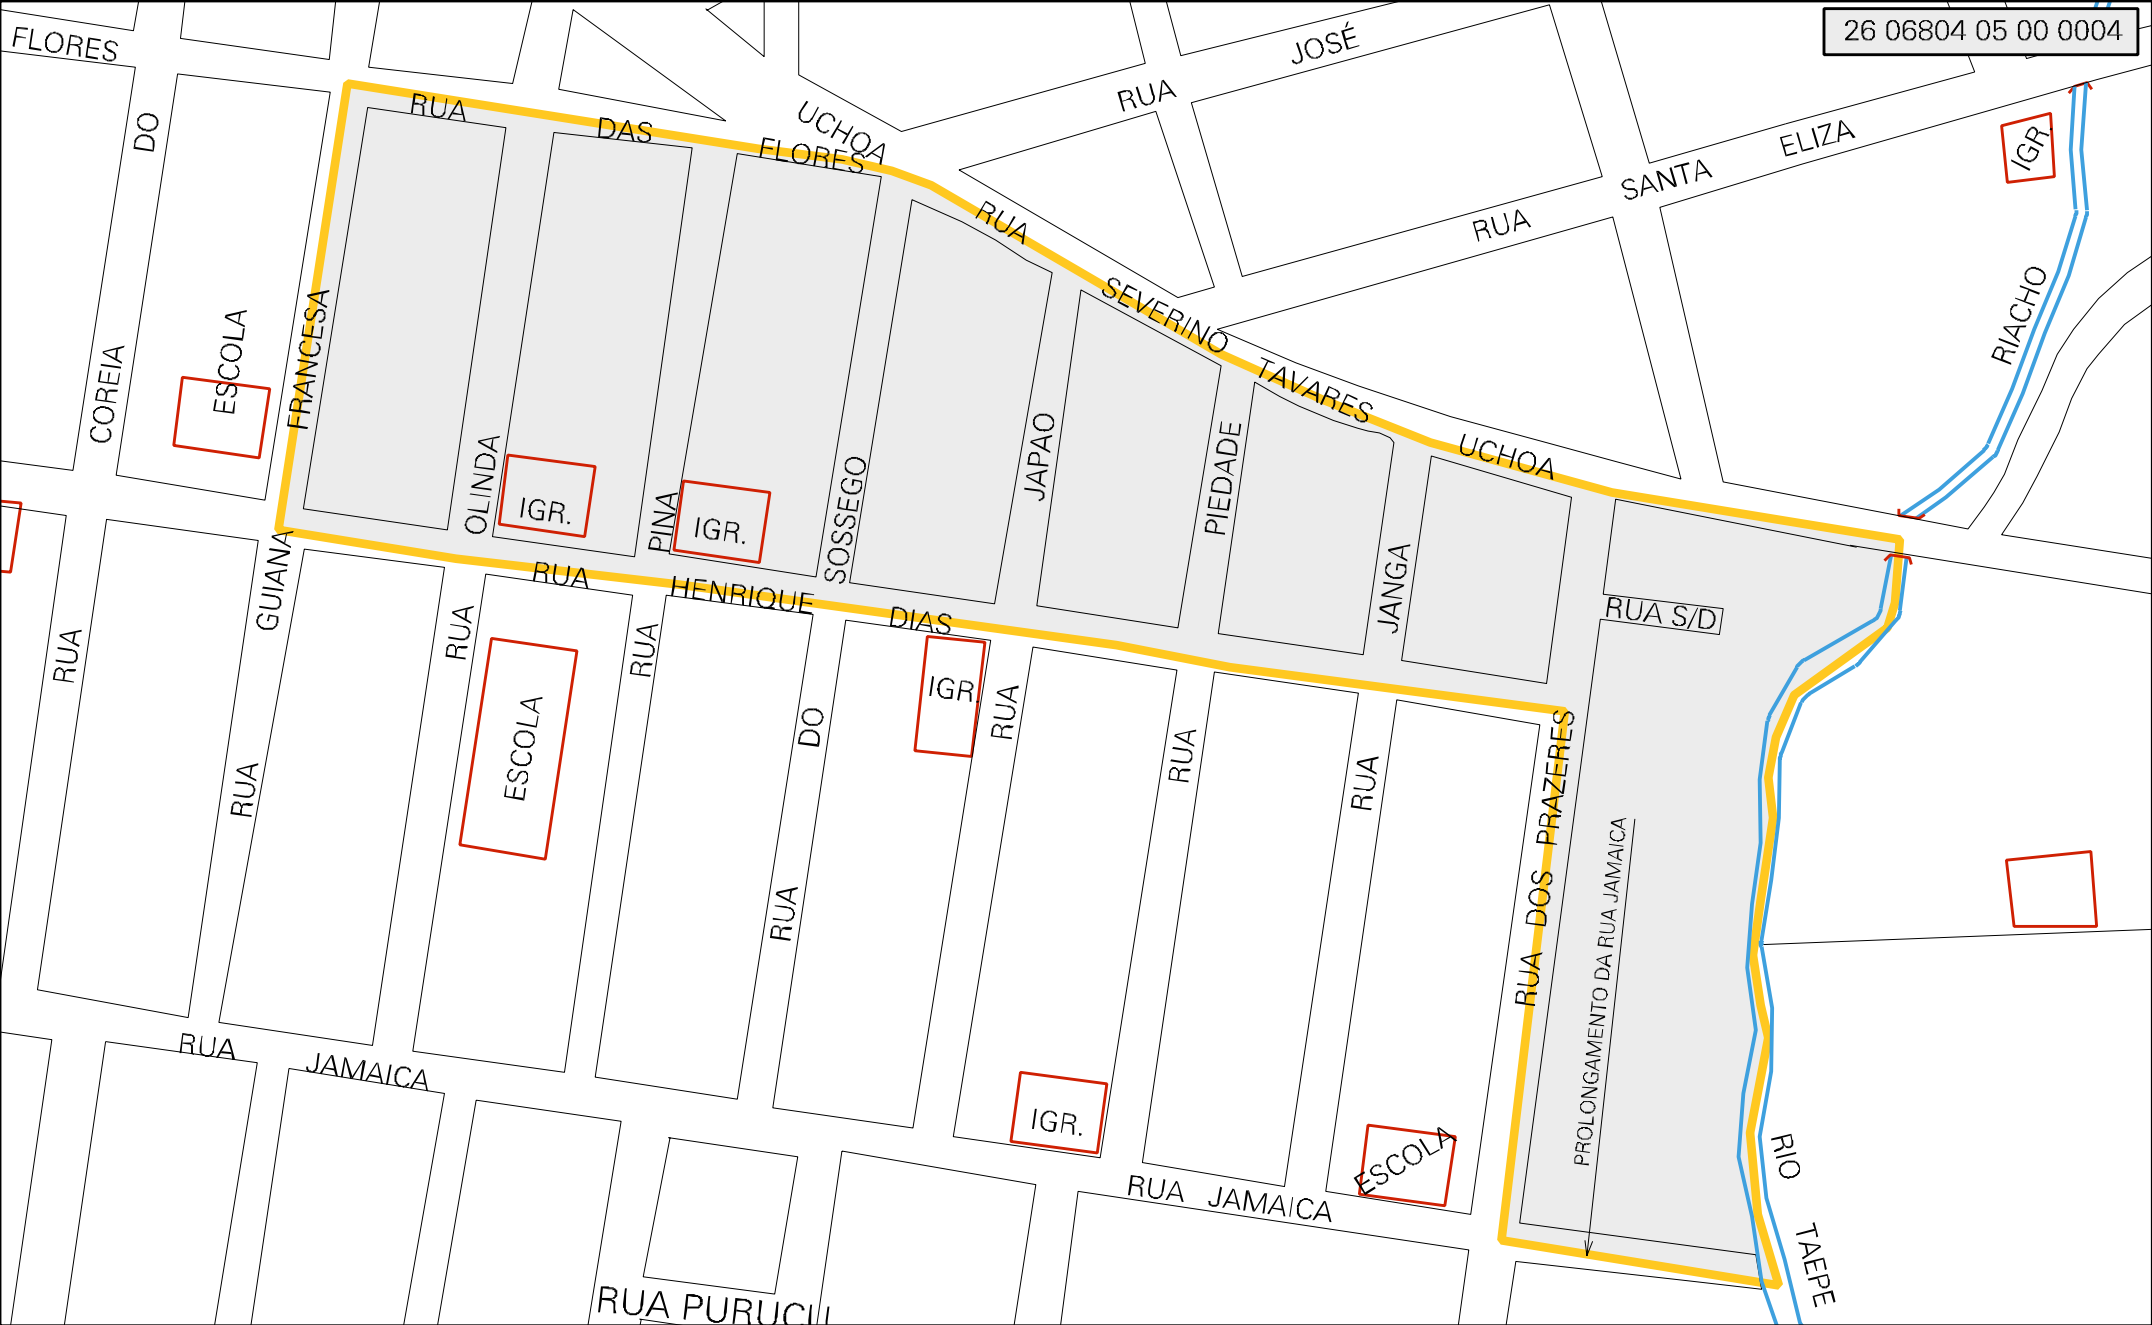 26 06804 05 00 0004
FLORES
DO
COREIA
RUA
ESCOLA
RUA
DAS
FLORES
UCHOA
RUA
JOSÉ
RUA
SANTA
ELIZA
IGR.
RIACHO
RUA
SEVERINO
TAVARES
UCHOA
FRANCESA
GUIANA
RUA
OLINDA
RUA
IGR.
PINA
RUA
IGR.
SOSSEGO
DO
RUA
JAPAO
RUA
PIEDADE
RUA
JANGA
RUA
RUA S/D
RUA
HENRIQUE
DIAS
IGR.
ESCOLA
RUA DOS PRAZERES
PROLONGAMENTO DA RUA JAMAICA
RUA
JAMAICA
IGR.
ESCOLA
RUA JAMAICA
RIO
TAEPE
RUA PURUCU